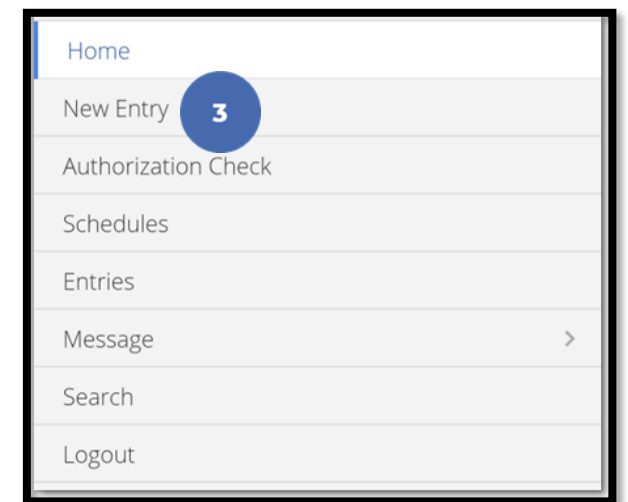 Home
New Entry 3
Authorization Check
Schedules
Entries
Message
Search
Logout